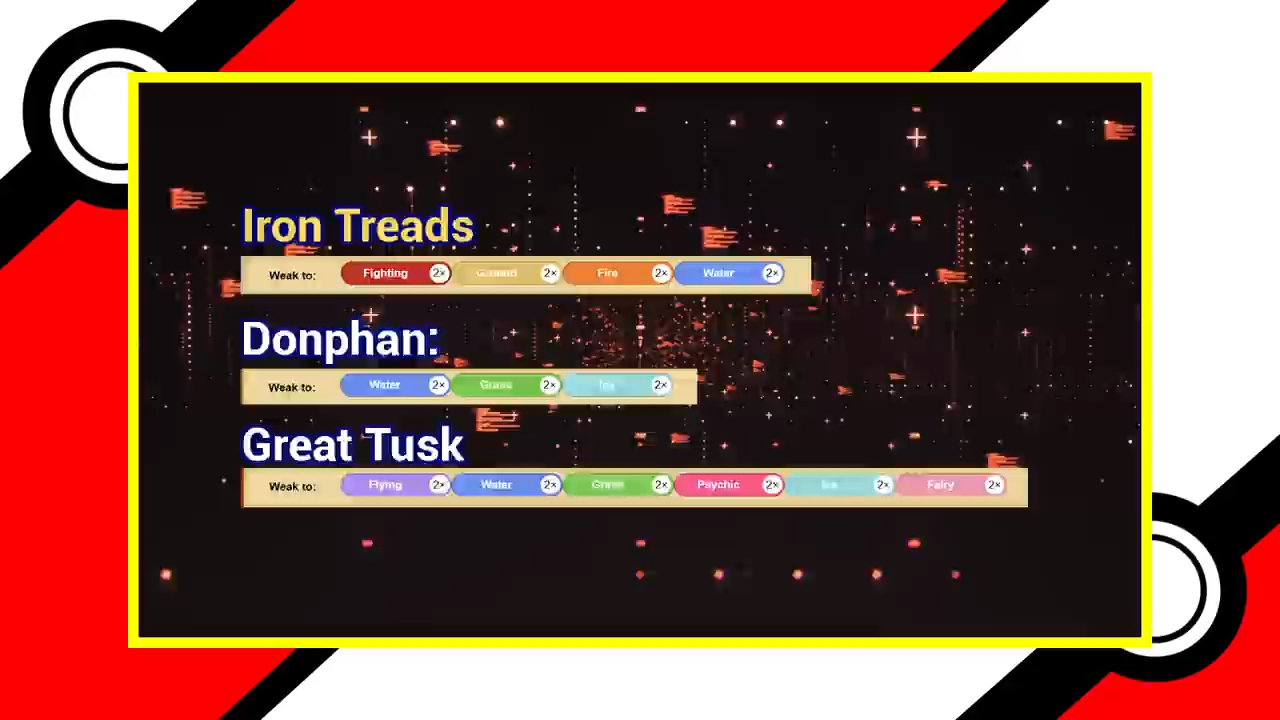 Iron Treads
Weak to: Fighting 2× Ground 2× Fire 2× Water 2×
Donphan:
Weak to: Water 2× Grass 2× Ice 2×
Great Tusk
Weak to: Flying 2× Water 2× Grass 2× Psychic 2× Ice 2× Fairy 2×